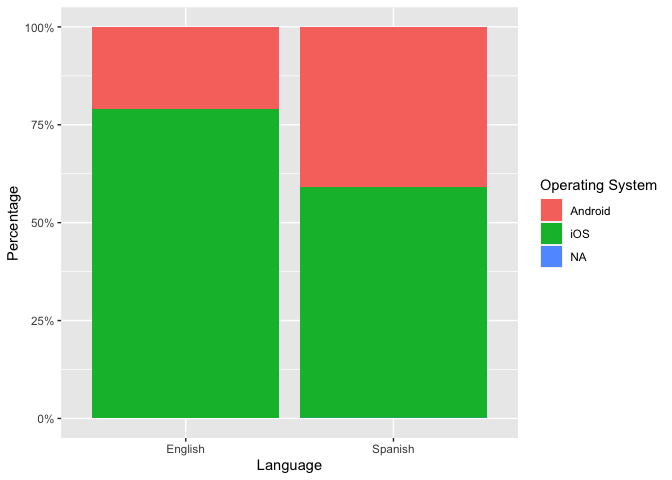 100%
75%
50%
25%
0%
Percentage
English Spanish
Language
Operating System
Android
iOS
NA